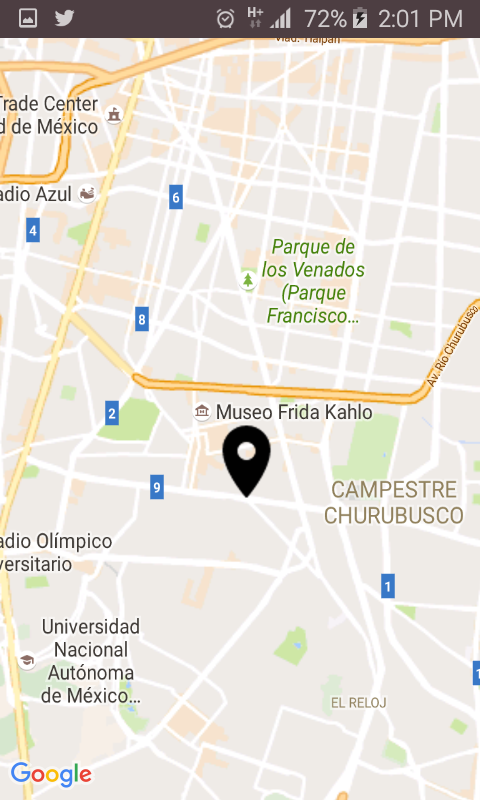 H+ 72% 2:01 PM
Viad. Tlalpan
Trade Center
d de México
adio Azul
6
4
Parque de
los Venados
(Parque
Francisco...
8
Av. Río Churubusco
2
Museo Frida Kahlo
9
CAMPESTRE
CHURUBUSCO
adio Olímpico
versitario
1
Universidad
Nacional
Autónoma
de México...
1
EL RELOJ
Google